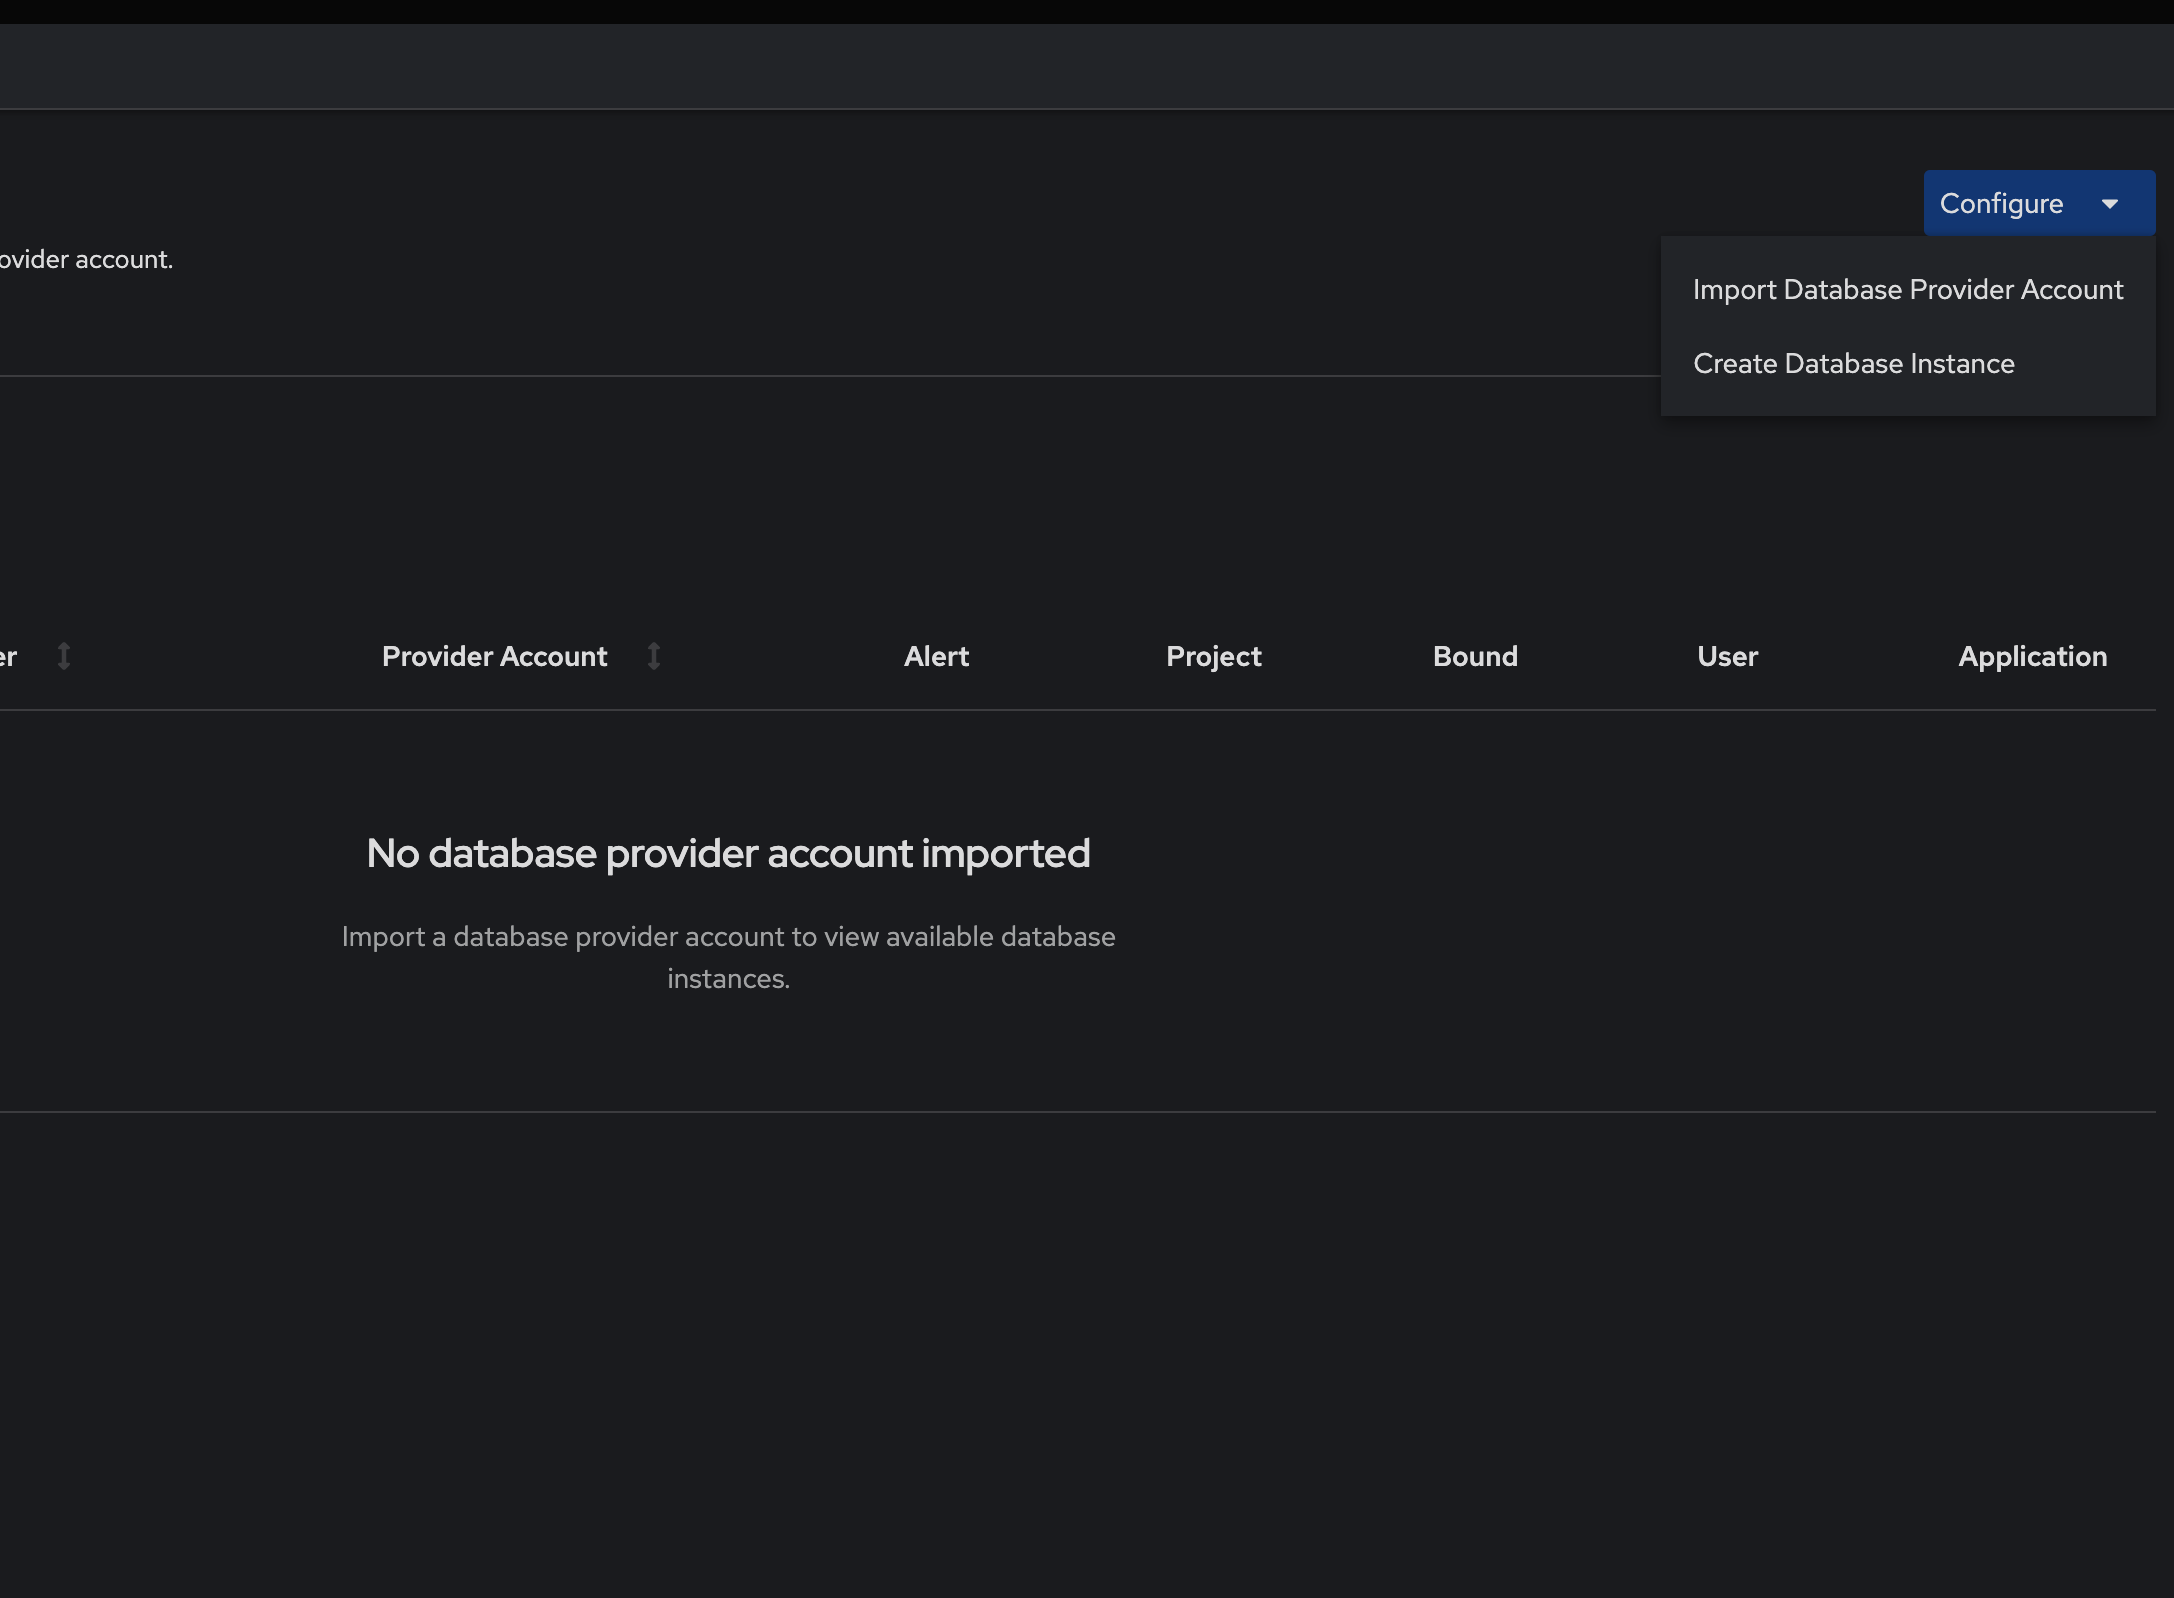 Configure
ovider account.
Import Database Provider Account
Create Database Instance
er
Provider Account
Alert
Project
Bound
User
Application
No database provider account imported
Import a database provider account to view available database
instances.